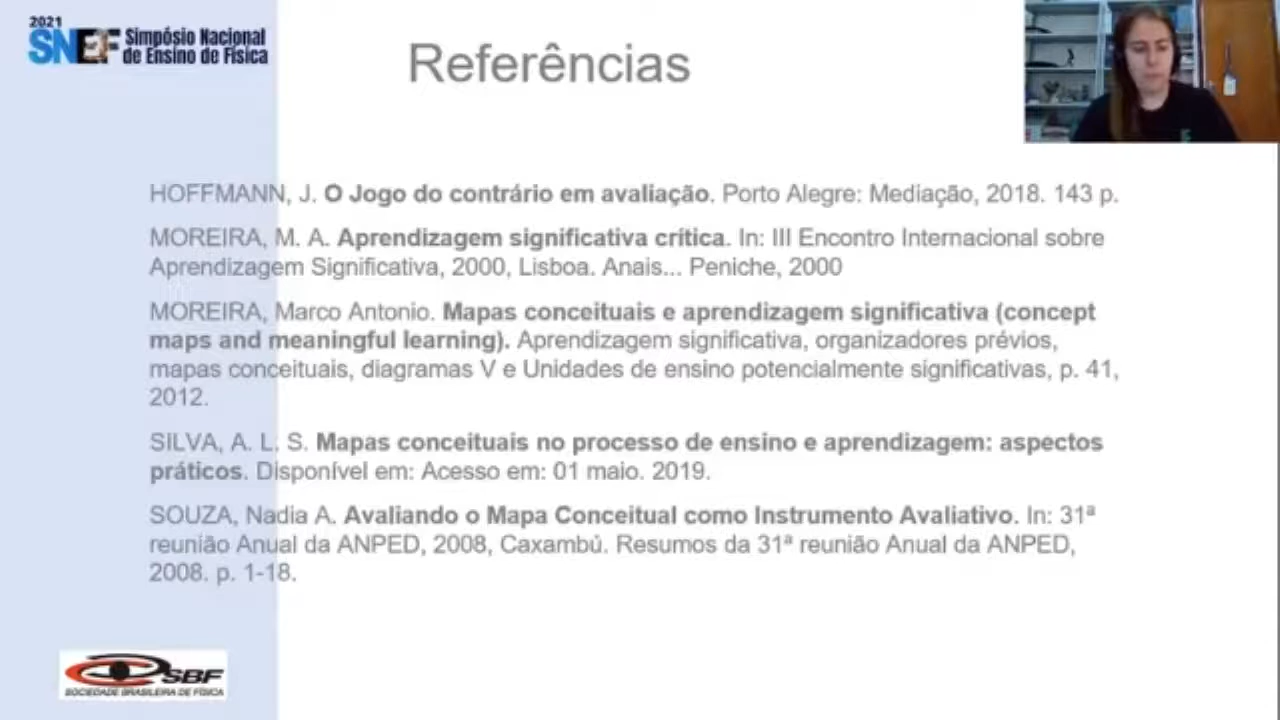 2021
SNEF Simpósio Nacional
de Ensino de Física
Referências
HOFFMANN, J. O Jogo do contrário em avaliação. Porto Alegre: Mediação, 2018. 143 p.
MOREIRA, M. A. Aprendizagem significativa crítica. In: III Encontro Internacional sobre
Aprendizagem Significativa, 2000, Lisboa. Anais... Peniche, 2000
MOREIRA, Marco Antonio. Mapas conceituais e aprendizagem significativa (concept
maps and meaningful learning). Aprendizagem significativa, organizadores prévios,
mapas conceituais, diagramas V e Unidades de ensino potencialmente significativas, p. 41,
2012.
SILVA, A. L. S. Mapas conceituais no processo de ensino e aprendizagem: aspectos
práticos. Disponível em: Acesso em: 01 maio. 2019.
SOUZA, Nadia A. Avaliando o Mapa Conceitual como Instrumento Avaliativo. In: 31ª
reunião Anual da ANPED, 2008, Caxambú. Resumos da 31ª reunião Anual da ANPED,
2008. p. 1-18.
SBF
SOCIEDADE BRASILEIRA DE FÍSICA